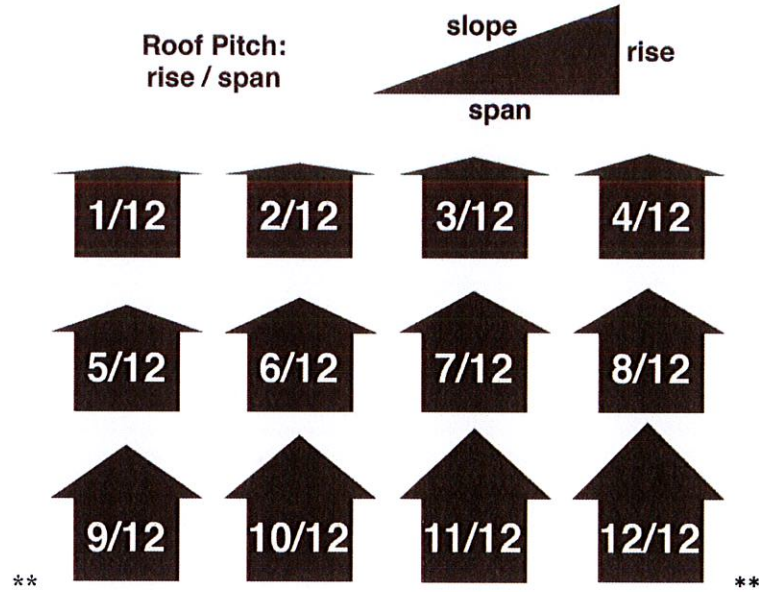 Roof Pitch:
rise / span
slope
rise
span
1/12 2/12 3/12 4/12
5/12 6/12 7/12 8/12
9/12 10/12 11/12 12/12
** **